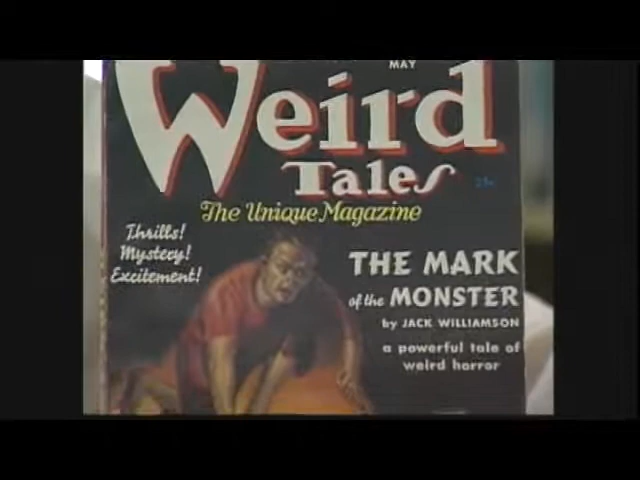 MAY
Weird
Tales
25c
The Unique Magazine
Thrills!
Mystery!
Excitement!
THE MARK
of the MONSTER
by JACK WILLIAMSON
a powerful tale of
weird horror